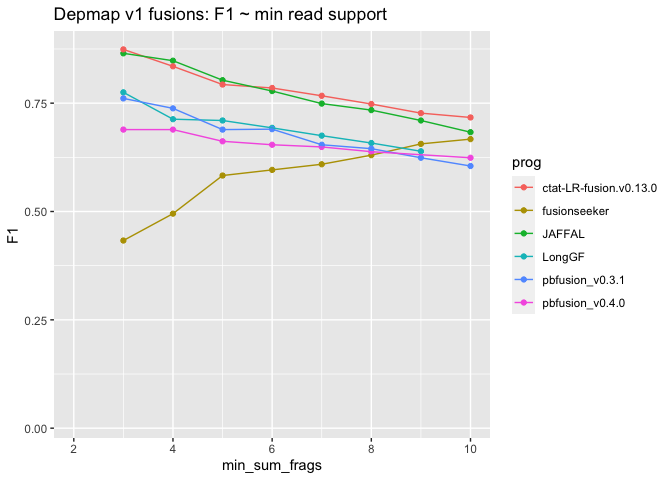 Depmap v1 fusions: F1 ~ min read support
F1
0.75
0.50
0.25
0.00
2 4 6 8 10
min_sum_frags
prog
ctat-LR-fusion.v0.13.0
fusionseeker
JAFFAL
LongGF
pbfusion_v0.3.1
pbfusion_v0.4.0